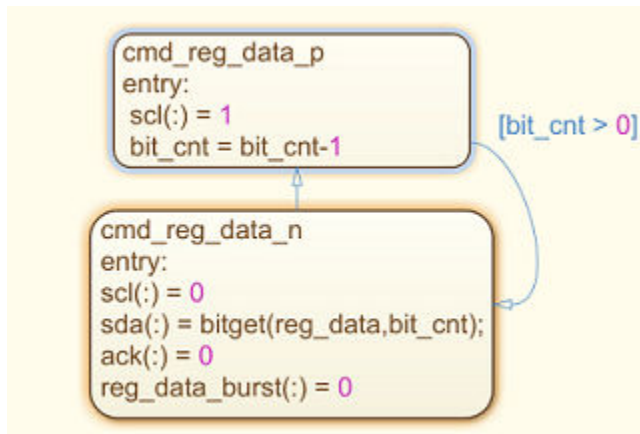 cmd_reg_data_p
entry:
scl(:) = 1
bit_cnt = bit_cnt-1
[bit_cnt > 0]
cmd_reg_data_n
entry:
scl(:) = 0
sda(:) = bitget(reg_data,bit_cnt);
ack(:) = 0
reg_data_burst(:) = 0